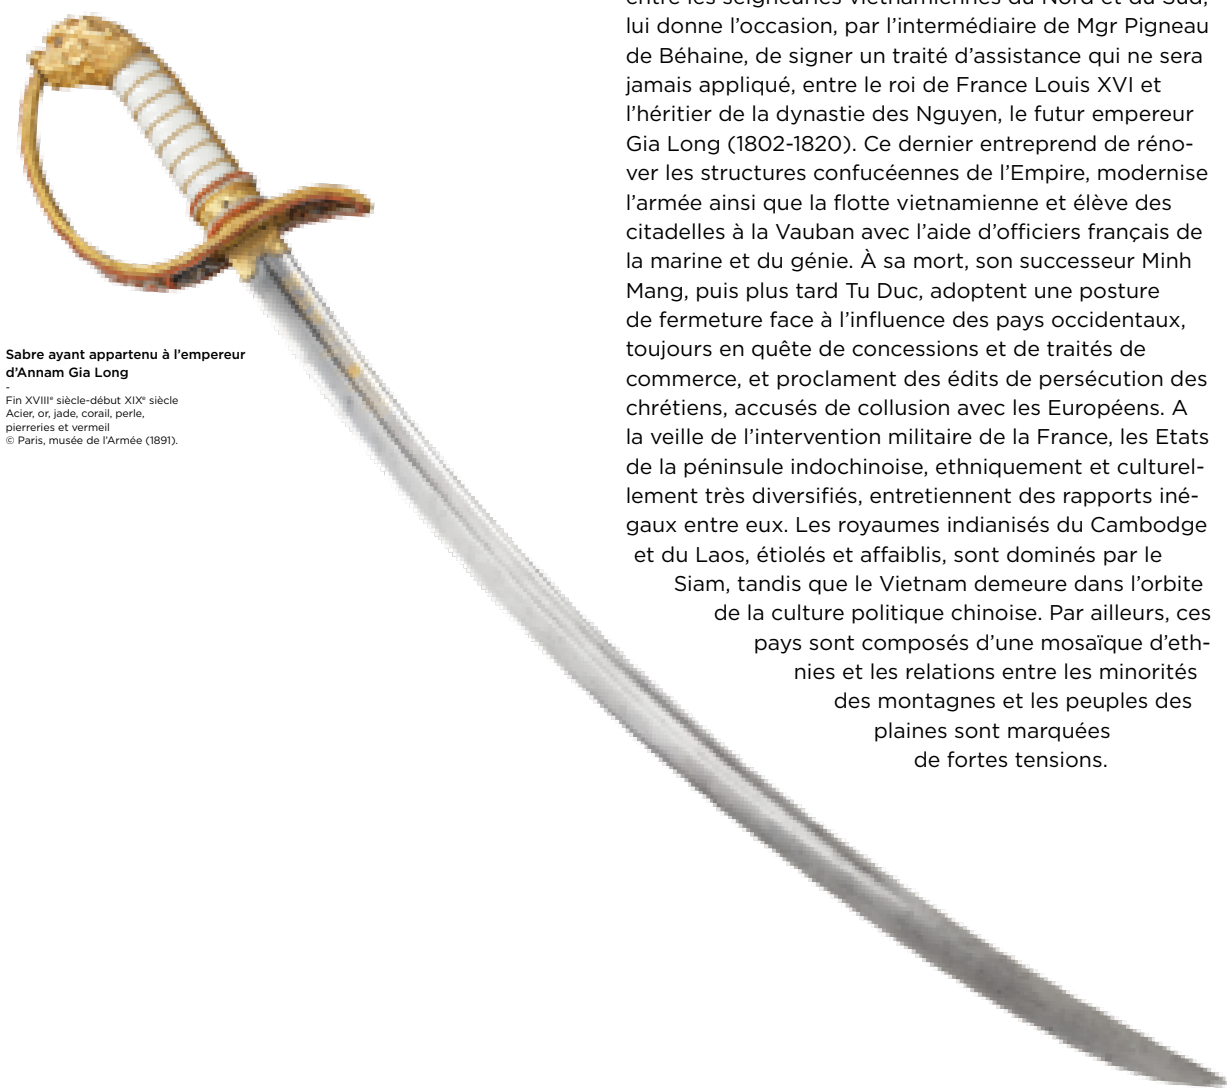 entre les seigneuries vietnamiennes du Nord et du Sud,
lui donne l’occasion, par l’intermédiaire de Mgr Pigneau
de Béhaine, de signer un traité d’assistance qui ne sera
jamais appliqué, entre le roi de France Louis XVI et
l’héritier de la dynastie des Nguyen, le futur empereur
Gia Long (1802-1820). Ce dernier entreprend de réno-
ver les structures confucéennes de l’Empire, modernise
l’armée ainsi que la flotte vietnamienne et élève des
citadelles à la Vauban avec l’aide d’officiers français de
la marine et du génie. À sa mort, son successeur Minh
Mang, puis plus tard Tu Duc, adoptent une posture
de fermeture face à l’influence des pays occidentaux,
toujours en quête de concessions et de traités de
commerce, et proclament des édits de persécution des
chrétiens, accusés de collusion avec les Européens. A
la veille de l’intervention militaire de la France, les Etats
de la péninsule indochinoise, ethniquement et culturel-
lement très diversifiés, entretiennent des rapports iné-
gaux entre eux. Les royaumes indianisés du Cambodge
et du Laos, étiolés et affaiblis, sont dominés par le
Siam, tandis que le Vietnam demeure dans l’orbite
de la culture politique chinoise. Par ailleurs, ces
pays sont composés d’une mosaïque d’eth-
nies et les relations entre les minorités
des montagnes et les peuples des
plaines sont marquées
de fortes tensions.
Sabre ayant appartenu à l’empereur
d’Annam Gia Long
-
Fin XVIIIᵉ siècle-début XIXᵉ siècle
Acier, or, jade, corail, perle,
pierreries et vermeil
© Paris, musée de l’Armée (1891).